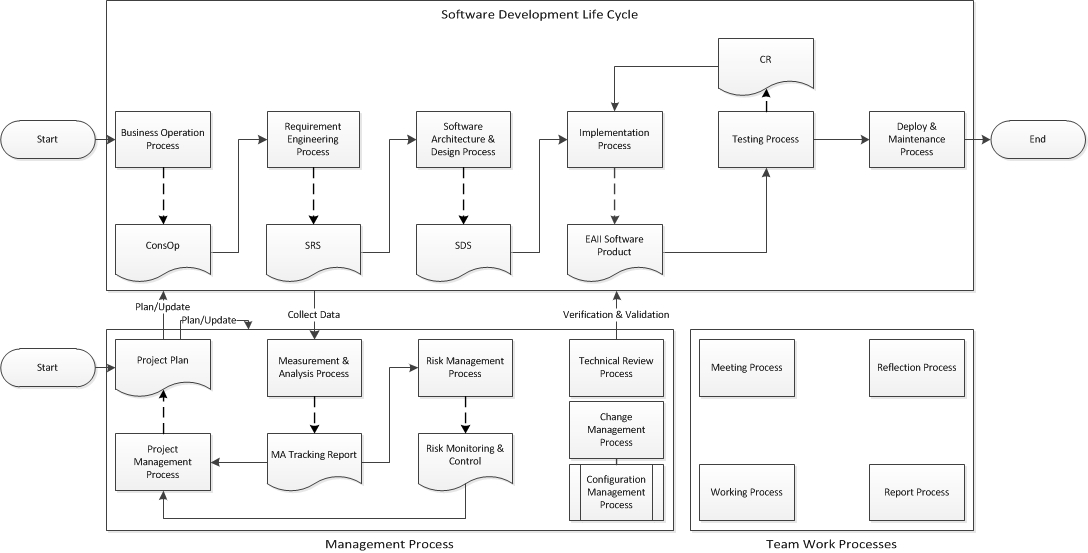 Software Development Life Cycle
CR
Start
Business Operation
Process
Requirement
Engineering
Process
Software
Architecture &
Design Process
Implementation
Process
Testing Process
Deploy &
Maintenance
Process
End
ConsOp
SRS
SDS
EAII Software
Product
Plan/Update
Plan/Update
Collect Data
Verification & Validation
Start
Project Plan
Measurement &
Analysis Process
Risk Management
Process
Technical Review
Process
Change
Management
Process
Project
Management
Process
MA Tracking Report
Risk Monitoring &
Control
Configuration
Management
Process
Meeting Process
Reflection Process
Working Process
Report Process
Management Process
Team Work Processes